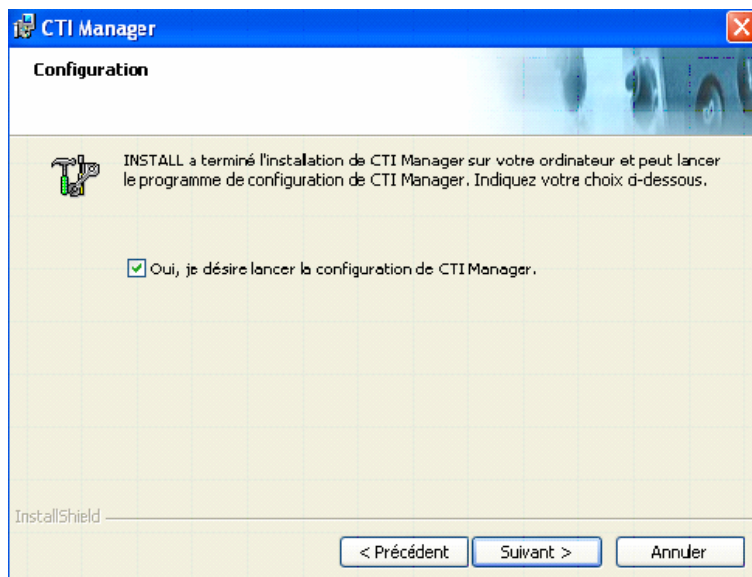 CTI Manager
Configuration
INSTALL a terminé l'installation de CTI Manager sur votre ordinateur et peut lancer
le programme de configuration de CTI Manager. Indiquez votre choix ci-dessous.
Oui, je désire lancer la configuration de CTI Manager.
InstallShield
< Précédent
Suivant >
Annuler